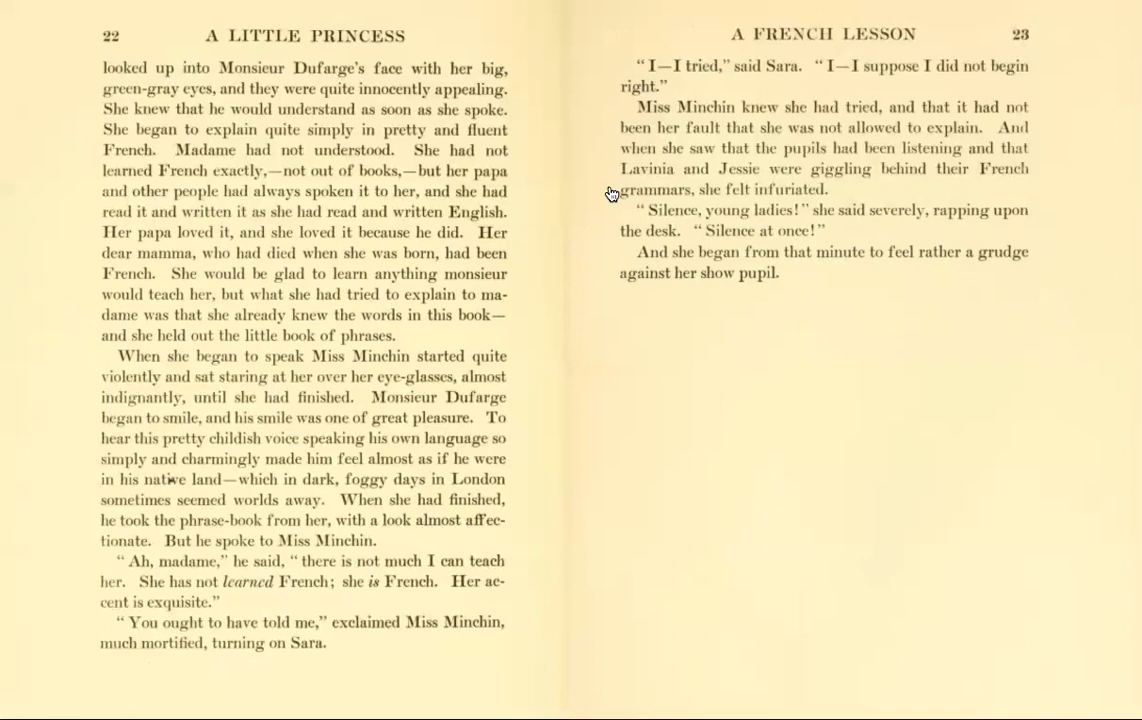 22 A LITTLE PRINCESS
looked up into Monsieur Dufarge's face with her big,
green-gray eyes, and they were quite innocently appealing.
She knew that he would understand as soon as she spoke.
She began to explain quite simply in pretty and fluent
French. Madame had not understood. She had not
learned French exactly,—not out of books,—but her papa
and other people had always spoken it to her, and she had
read it and written it as she had read and written English.
Her papa loved it, and she loved it because he did. Her
dear mamma, who had died when she was born, had been
French. She would be glad to learn anything monsieur
would teach her, but what she had tried to explain to ma-
dame was that she already knew the words in this book—
and she held out the little book of phrases.
When she began to speak Miss Minchin started quite
violently and sat staring at her over her eye-glasses, almost
indignantly, until she had finished. Monsieur Dufarge
began to smile, and his smile was one of great pleasure. To
hear this pretty childish voice speaking his own language so
simply and charmingly made him feel almost as if he were
in his native land—which in dark, foggy days in London
sometimes seemed worlds away. When she had finished,
he took the phrase-book from her, with a look almost affec-
tionate. But he spoke to Miss Minchin.
"Ah, madame," he said, "there is not much I can teach
her. She has not learned French; she is French. Her ac-
cent is exquisite."
"You ought to have told me," exclaimed Miss Minchin,
much mortified, turning on Sara.
A FRENCH LESSON 23
"I—I tried," said Sara. "I—I suppose I did not begin
right."
Miss Minchin knew she had tried, and that it had not
been her fault that she was not allowed to explain. And
when she saw that the pupils had been listening and that
Lavinia and Jessie were giggling behind their French
grammars, she felt infuriated.
"Silence, young ladies!" she said severely, rapping upon
the desk. "Silence at once!"
And she began from that minute to feel rather a grudge
against her show pupil.